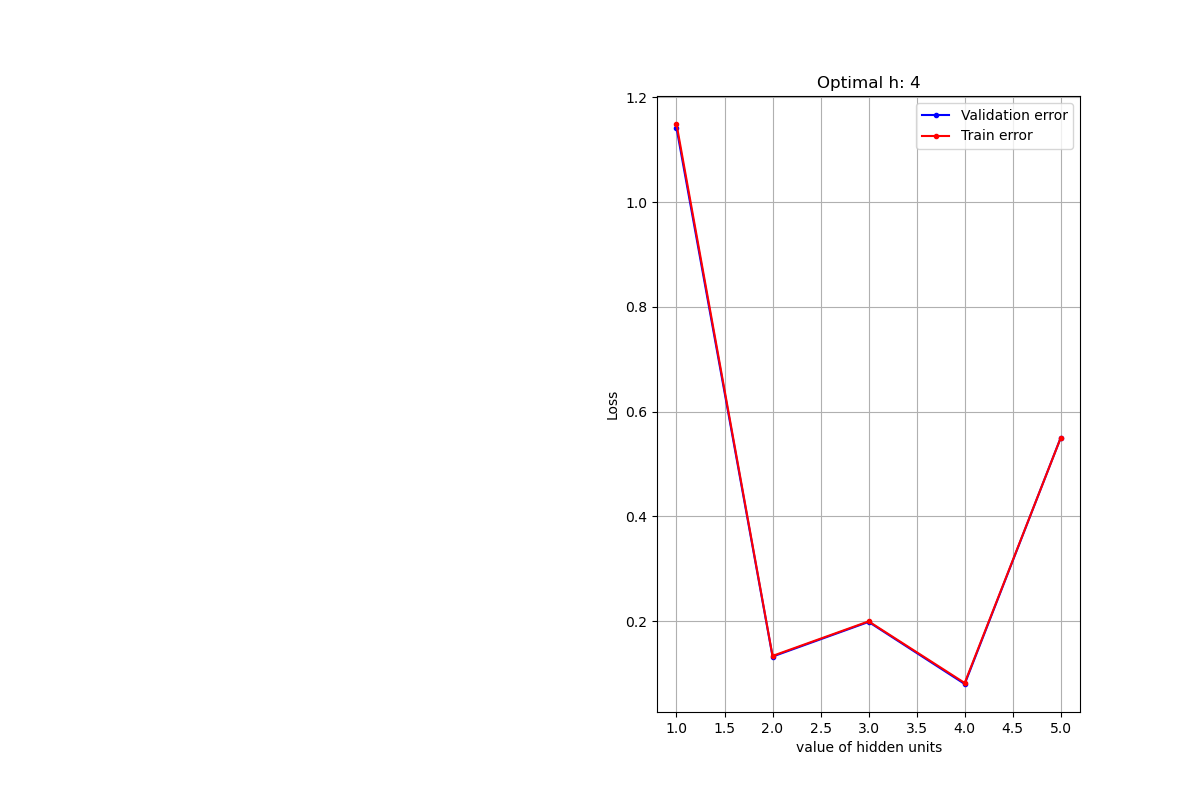 Optimal h: 4
Validation error
Train error
1.2
1.0
0.8
0.6
0.4
0.2
Loss
1.0 1.5 2.0 2.5 3.0 3.5 4.0 4.5 5.0
value of hidden units